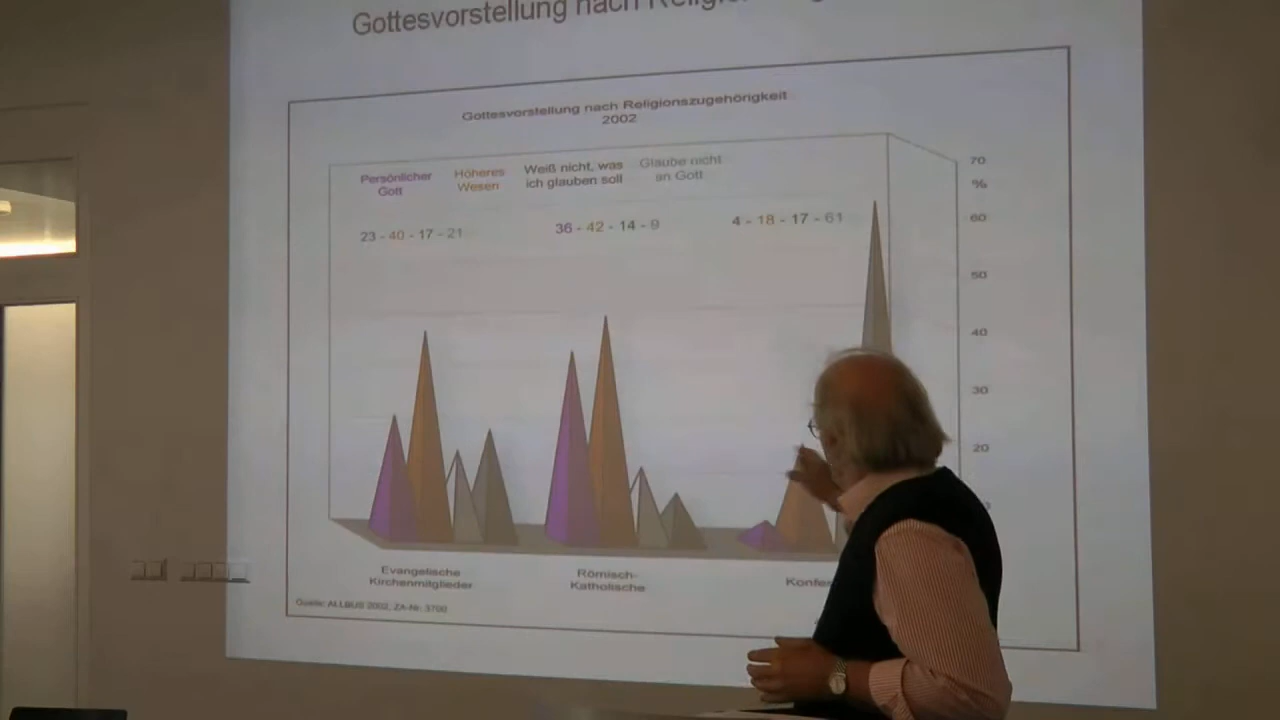 Gottesvorstellung nach
Gottesvorstellung nach Religionszugehörigkeit
2002
Persönlicher Gott
Höheres Wesen
Weiß nicht, was ich glauben soll
Glaube nicht an Gott
23 - 40 - 17 - 21
36 - 42 - 14 - 9
4 - 18 - 17 - 61
70
%
60
50
40
30
20
Evangelische Kirchenmitglieder
Römisch-Katholische
Konfes
Quelle: ALLBUS 2002, ZA-Nr. 3700